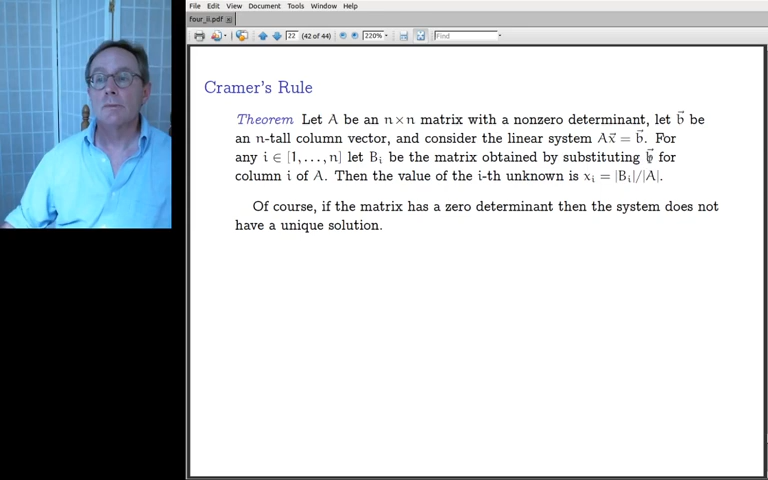 File Edit View Document Tools Window Help
four_ii.pdf
22 (42 of 44) 220% Find
Cramer's Rule
Theorem Let A be an n×n matrix with a nonzero determinant, let b⃗ be
an n-tall column vector, and consider the linear system Ax⃗ = b⃗. For
any i ∈ [1,…,n] let Bᵢ be the matrix obtained by substituting b⃗ for
column i of A. Then the value of the i-th unknown is xᵢ = |Bᵢ|/|A|.
Of course, if the matrix has a zero determinant then the system does not
have a unique solution.